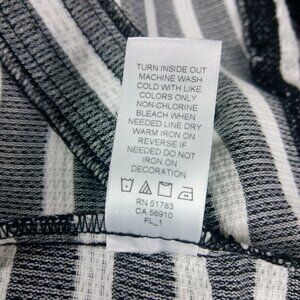 TURN INSIDE OUT
MACHINE WASH
COLD WITH LIKE
COLORS ONLY
NON-CHLORINE
BLEACH WHEN
NEEDED LINE DRY
WARM IRON ON
REVERSE IF
NEEDED DO NOT
IRON ON
DECORATION
RN 51783
CA 56910
FL_1